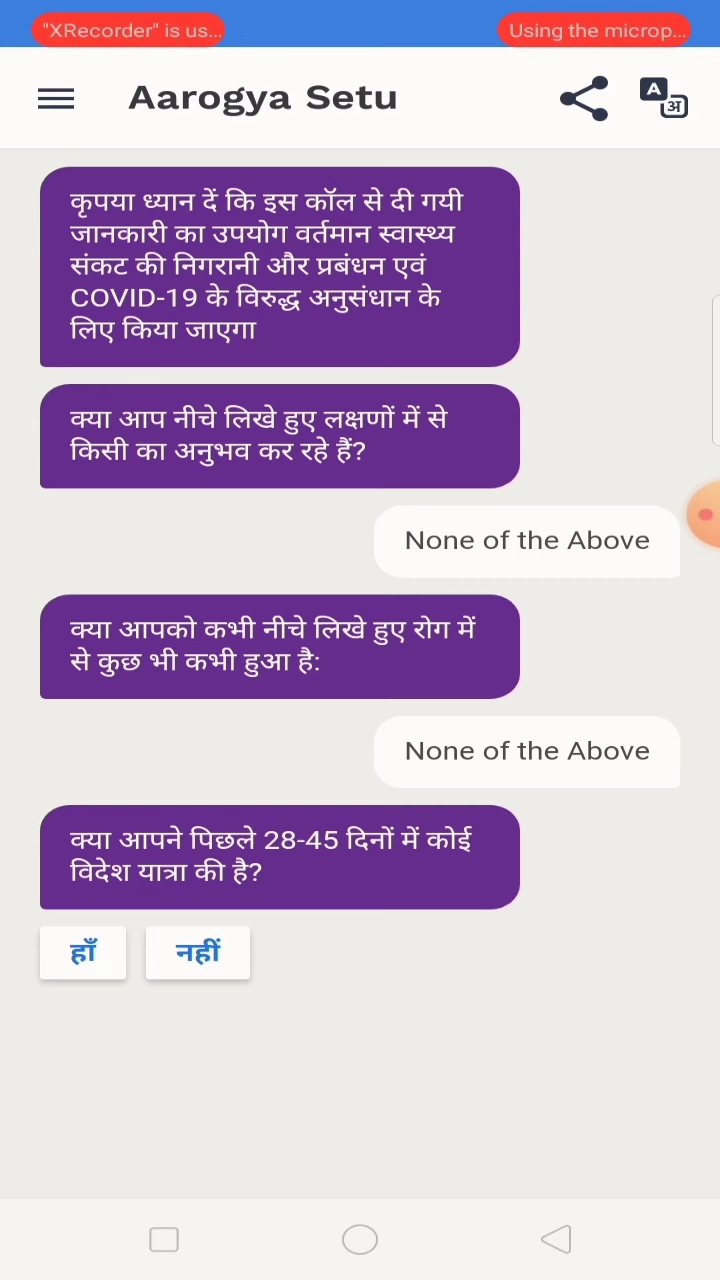 "XRecorder" is us... Using the microp...
Aarogya Setu
A अ
कृपया ध्यान दें कि इस कॉल से दी गयी
जानकारी का उपयोग वर्तमान स्वास्थ्य
संकट की निगरानी और प्रबंधन एवं
COVID-19 के विरुद्ध अनुसंधान के
लिए किया जाएगा
क्या आप नीचे लिखे हुए लक्षणों में से
किसी का अनुभव कर रहे हैं?
None of the Above
क्या आपको कभी नीचे लिखे हुए रोग में
से कुछ भी कभी हुआ है:
None of the Above
क्या आपने पिछले 28-45 दिनों में कोई
विदेश यात्रा की है?
हाँ नहीं